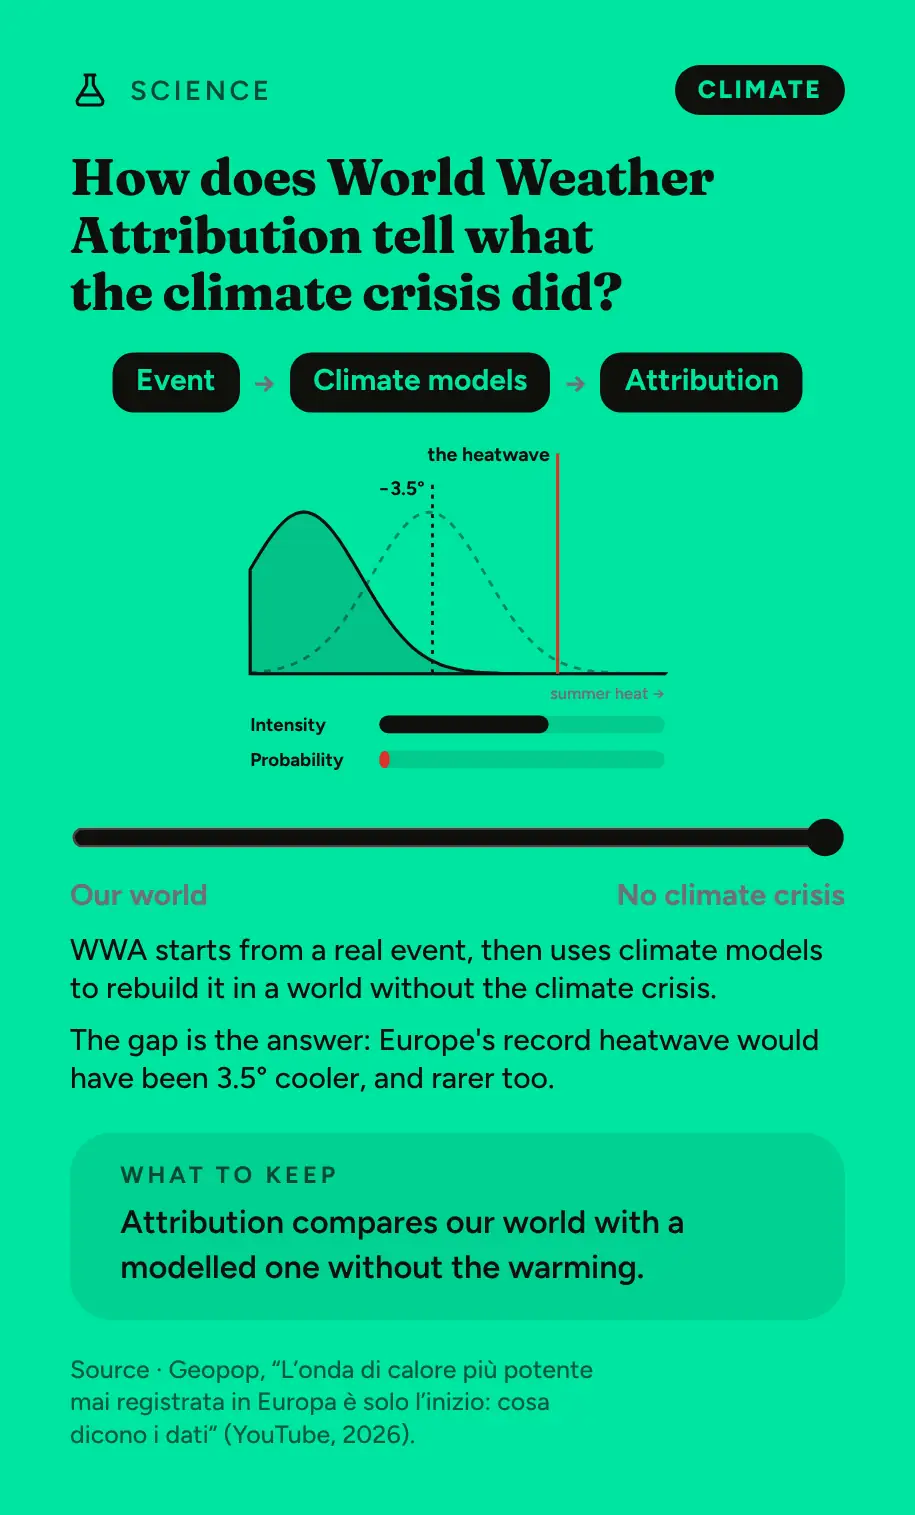 SCIENCE
CLIMATE
How does World Weather
Attribution tell what
the climate crisis did?
Event → Climate models → Attribution
the heatwave
−3.5°
summer heat →
Intensity
Probability
Our world
No climate crisis
WWA starts from a real event, then uses climate models
to rebuild it in a world without the climate crisis.
The gap is the answer: Europe's record heatwave would
have been 3.5° cooler, and rarer too.
WHAT TO KEEP
Attribution compares our world with a
modelled one without the warming.
Source · Geopop, “L’onda di calore più potente
mai registrata in Europa è solo l’inizio: cosa
dicono i dati” (YouTube, 2026).